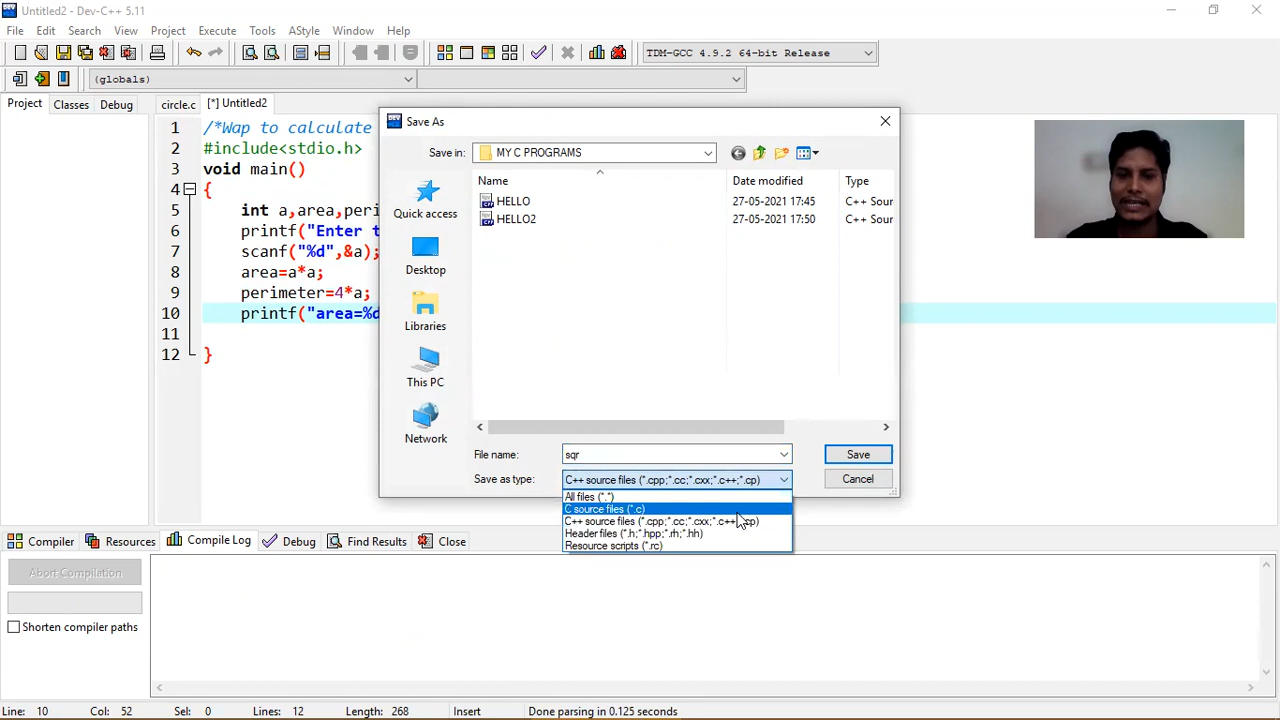 Untitled2 - Dev-C++ 5.11
File Edit Search View Project Execute Tools AStyle Window Help
TDM-GCC 4.9.2 64-bit Release
(globals)
Project Classes Debug circle.c [*] Untitled2
1 /*Wap to calculate
2 #include<stdio.h>
3 void main()
4 {
5 int a,area,peri
6 printf("Enter t
7 scanf("%d",&a);
8 area=a*a;
9 perimeter=4*a;
10 printf("area=%d
11
12 }
DEV Save As
Save in: MY C PROGRAMS
Name Date modified Type
HELLO 27-05-2021 17:45 C++ Sour
HELLO2 27-05-2021 17:50 C++ Sour
Quick access
Desktop
Libraries
This PC
Network
File name: sqr Save
Save as type: C++ source files (*.cpp;*.cc;*.cxx;*.c++;*.cp) Cancel
All files (*.*)
C source files (*.c)
C++ source files (*.cpp;*.cc;*.cxx;*.c++;*.cp)
Header files (*.h;*.hpp;*.rh;*.hh)
Resource scripts (*.rc)
Compiler Resources Compile Log Debug Find Results Close
Abort Compilation
Shorten compiler paths
Line: 10 Col: 52 Sel: 0 Lines: 12 Length: 268 Insert Done parsing in 0.125 seconds